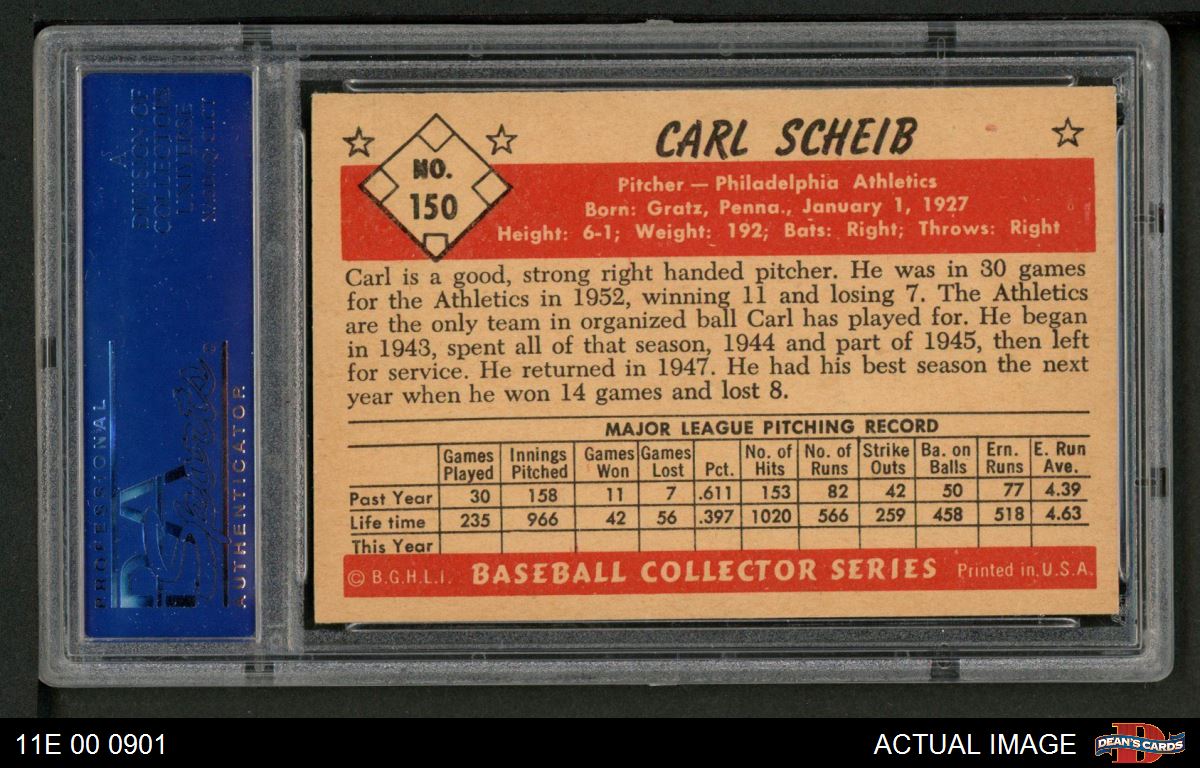 CARL SCHEIB
NO.
150
Pitcher — Philadelphia Athletics
Born: Gratz, Penna., January 1, 1927
Height: 6-1; Weight: 192; Bats: Right; Throws: Right
Carl is a good, strong right handed pitcher. He was in 30 games
for the Athletics in 1952, winning 11 and losing 7. The Athletics
are the only team in organized ball Carl has played for. He began
in 1943, spent all of that season, 1944 and part of 1945, then left
for service. He returned in 1947. He had his best season the next
year when he won 14 games and lost 8.
MAJOR LEAGUE PITCHING RECORD
Games Played Innings Pitched Games Won Games Lost Pct. No. of Hits No. of Runs Strike Outs Ba. on Balls Ern. Runs E. Run Ave.
Past Year 30 158 11 7 .611 153 82 42 50 77 4.39
Life time 235 966 42 56 .397 1020 566 259 458 518 4.63
This Year
© B.G.H.L.I. BASEBALL COLLECTOR SERIES Printed in U.S.A.
A
DIVISION OF
COLLECTORS
UNIVERSE
NASDAQ: CLCT
PROFESSIONAL
PSA
Sports
AUTHENTICATOR
11E 00 0901
ACTUAL IMAGE
DEAN'S CARDS